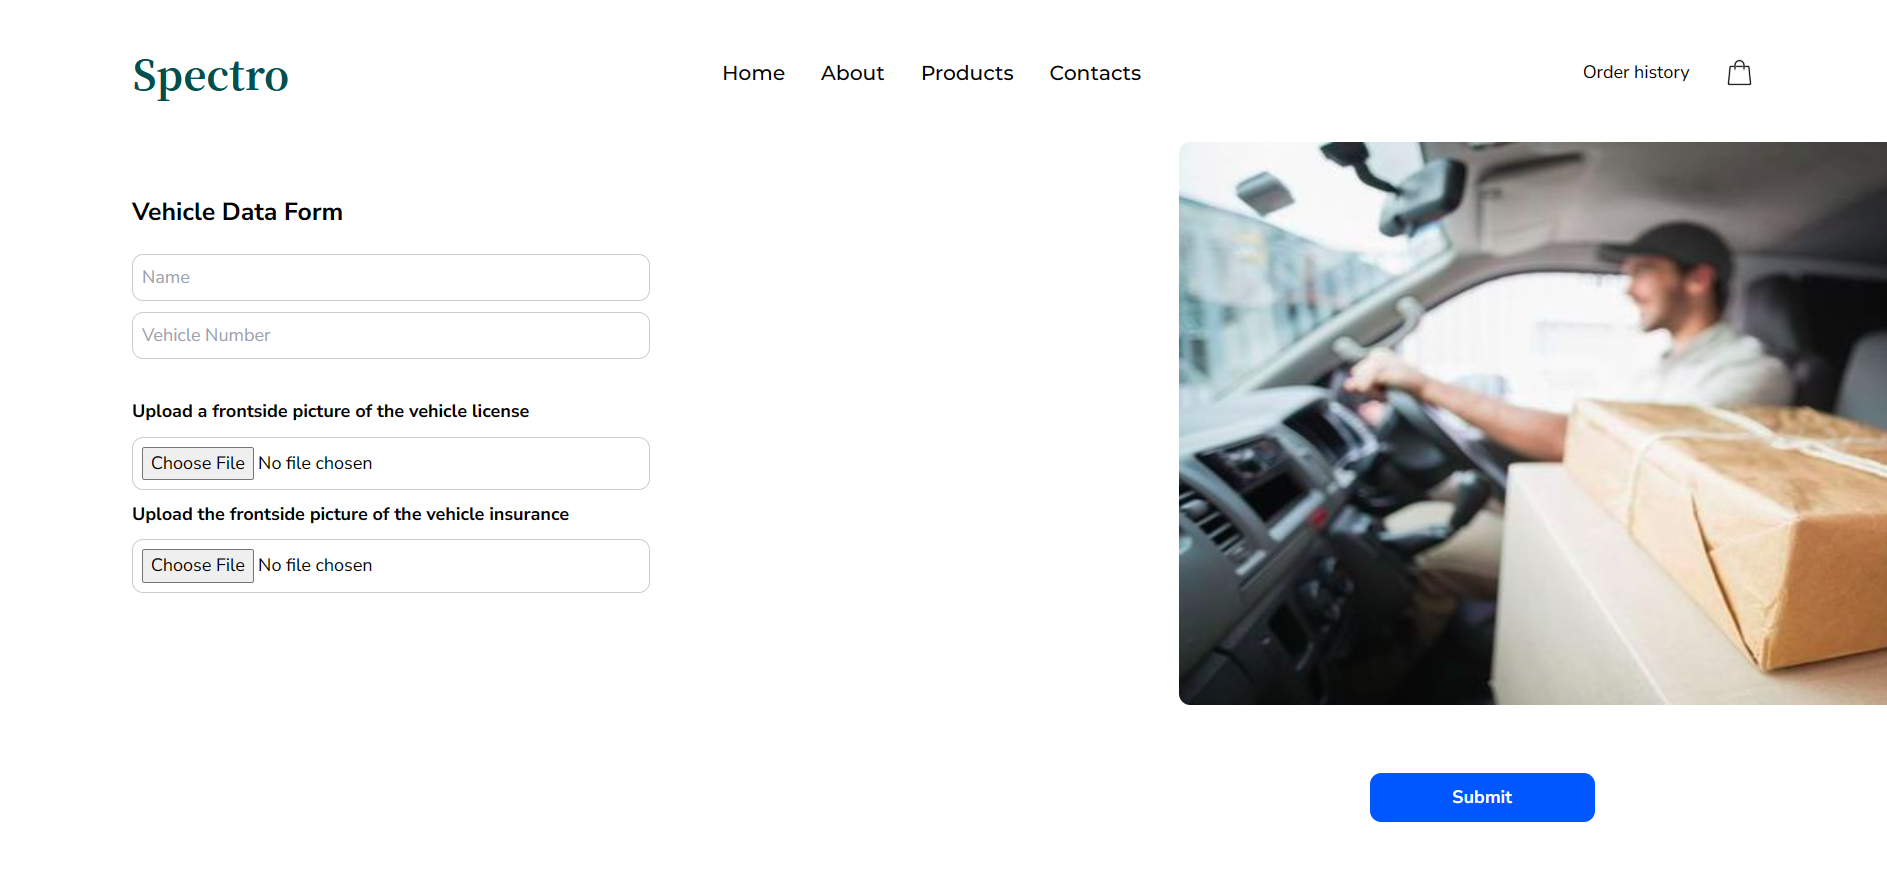 Spectro
Home About Products Contacts
Order history
Vehicle Data Form
Name
Vehicle Number
Upload a frontside picture of the vehicle license
Choose File No file chosen
Upload the frontside picture of the vehicle insurance
Choose File No file chosen
Submit